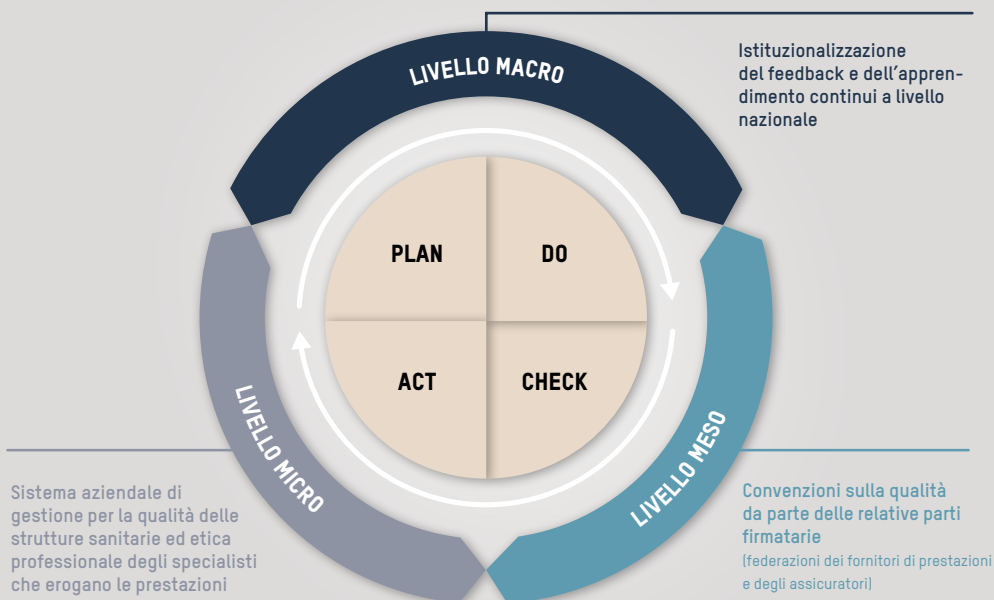 LIVELLO MACRO
Istituzionalizzazione
del feedback e dell'appren-
dimento continui a livello
nazionale
PLAN
DO
ACT
CHECK
LIVELLO MICRO
LIVELLO MESO
Sistema aziendale di
gestione per la qualità delle
strutture sanitarie ed etica
professionale degli specialisti
che erogano le prestazioni
Convenzioni sulla qualità
da parte delle relative parti
firmatarie
(federazioni dei fornitori di prestazioni
e degli assicuratori)